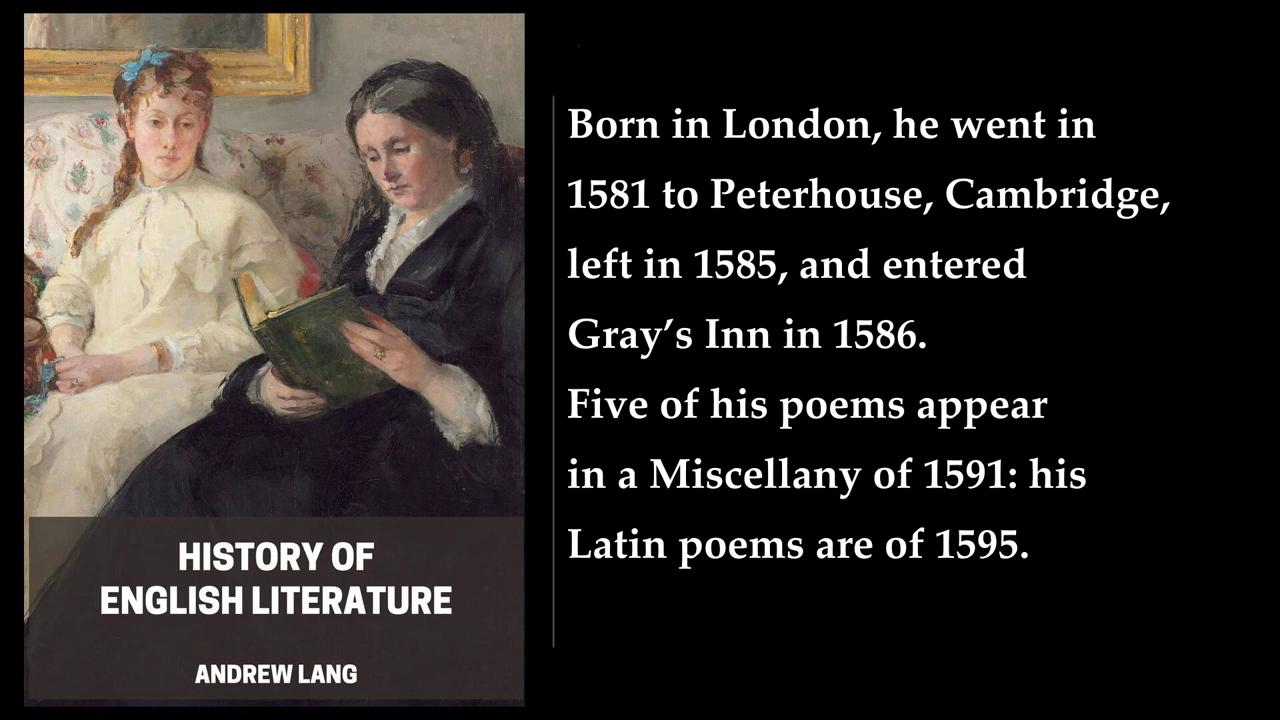 HISTORY OF
ENGLISH LITERATURE
ANDREW LANG
Born in London, he went in
1581 to Peterhouse, Cambridge,
left in 1585, and entered
Gray’s Inn in 1586.
Five of his poems appear
in a Miscellany of 1591: his
Latin poems are of 1595.